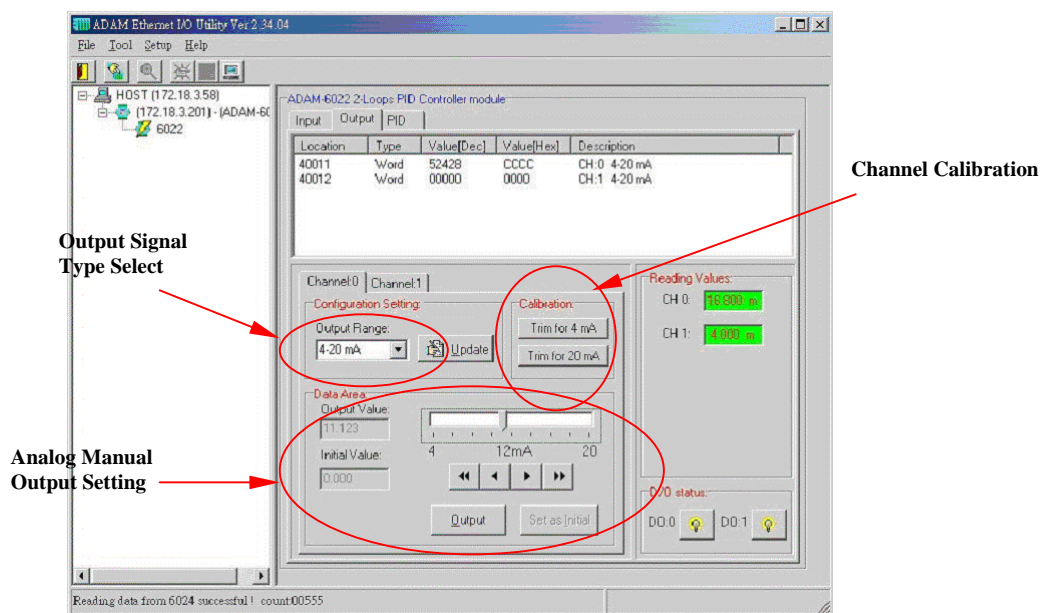 ADAM Ethernet I/O Utility Ver 2.34.04
File Tool Setup Help
HOST (172.18.3.58)
(172.18.3.201) - (ADAM-60
6022
ADAM-6022 2-Loops PID Controller module
Input Output PID
Location Type Value[Dec] Value[Hex] Description
40011 Word 52428 CCCC CH:0 4-20 mA
40012 Word 00000 0000 CH:1 4-20 mA
Channel Calibration
Output Signal
Type Select
Channel:0 Channel:1
Configuration Setting:
Output Range:
4-20 mA
Update
Calibration:
Trim for 4 mA
Trim for 20 mA
Reading Values:
CH 0: 16.800 m
CH 1: 4.000 m
Analog Manual
Output Setting
Data Area
Output Value:
11.123
Initial Value:
0.000
4 12mA 20
Output Set as Initial
D/O status:
DO:0 DO:1
Reading data from 6024 successful ! count:00555